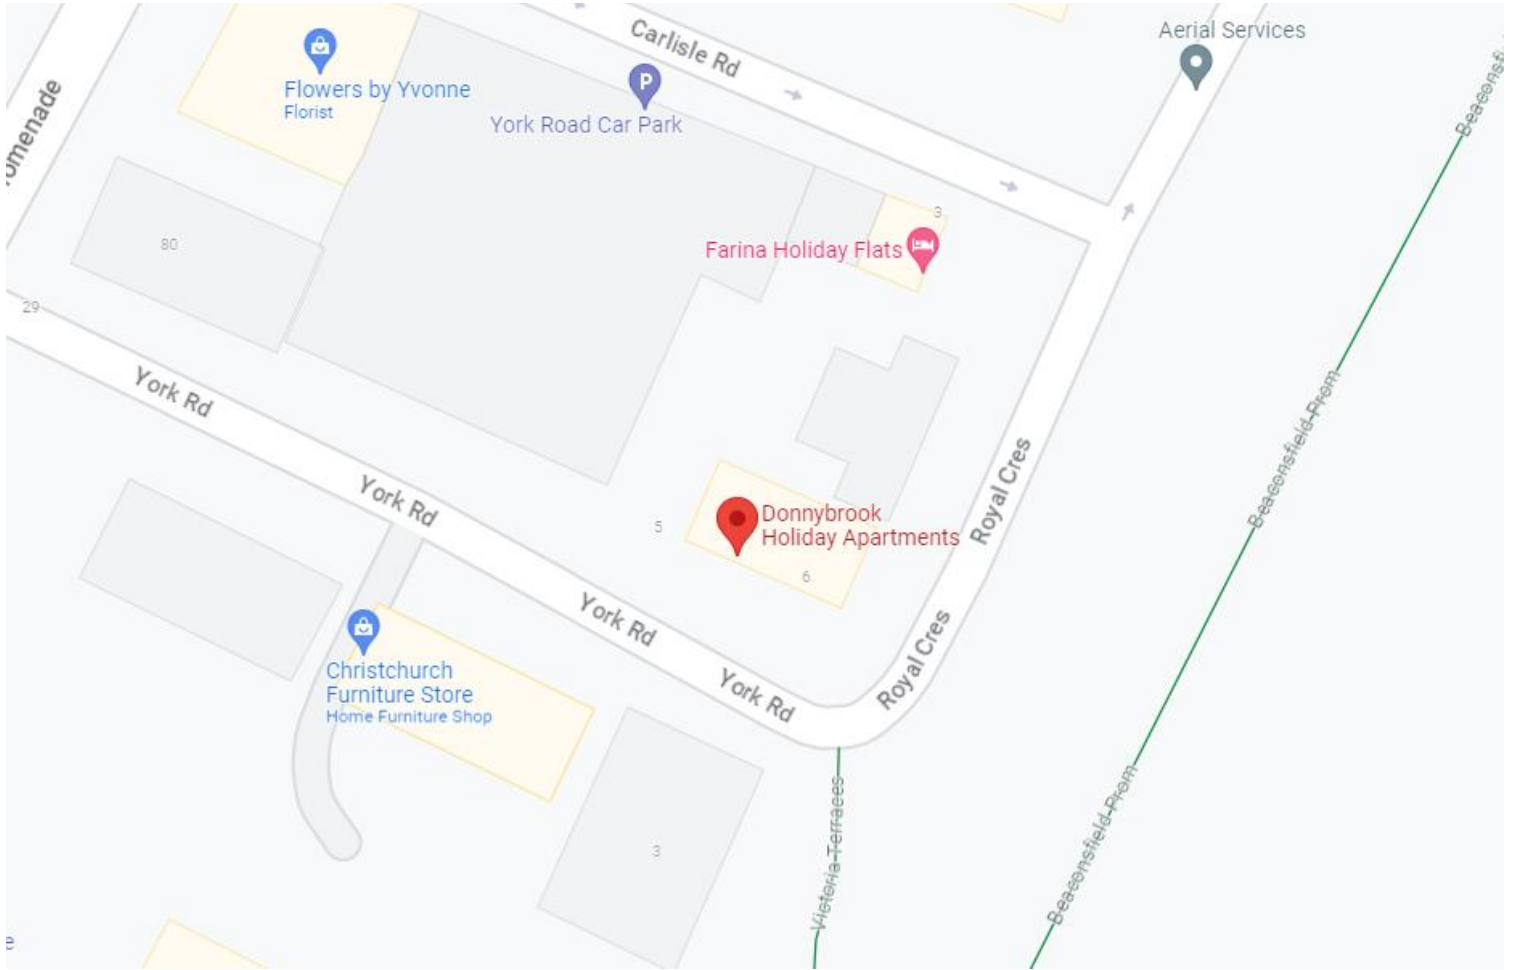 Carlisle Rd
Aerial Services
Flowers by Yvonne
Florist
P
York Road Car Park
3
Farina Holiday Flats
80
29
York Rd
York Rd
York Rd
York Rd
Royal Cres
Royal Cres
Donnybrook
Holiday Apartments
5
6
Christchurch
Furniture Store
Home Furniture Shop
3
Victoria Terraces
Beaconsfield Prom
Beaconsfield Prom